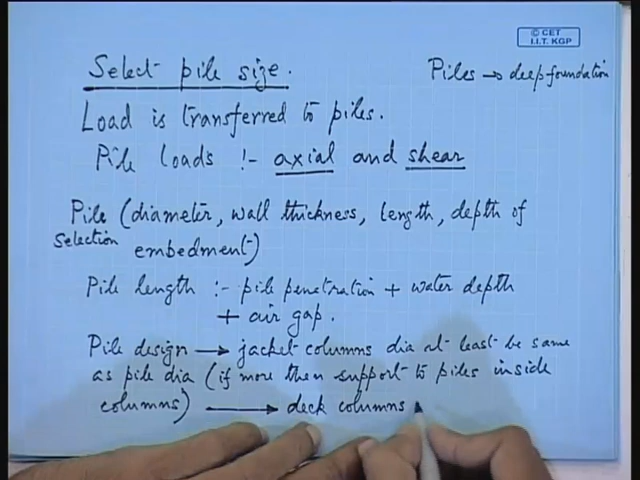 © CET
I.I.T. KGP
Select pile size.
Piles → deep foundation
Load is transferred to piles.
Pile loads :- axial and shear
Pile (diameter, wall thickness, length, depth of
Selection embedment)
Pile length :- pile penetration + water depth
+ air gap.
Pile design → jacket columns dia at least be same
as pile dia (if more then support to piles inside
columns) → deck columns